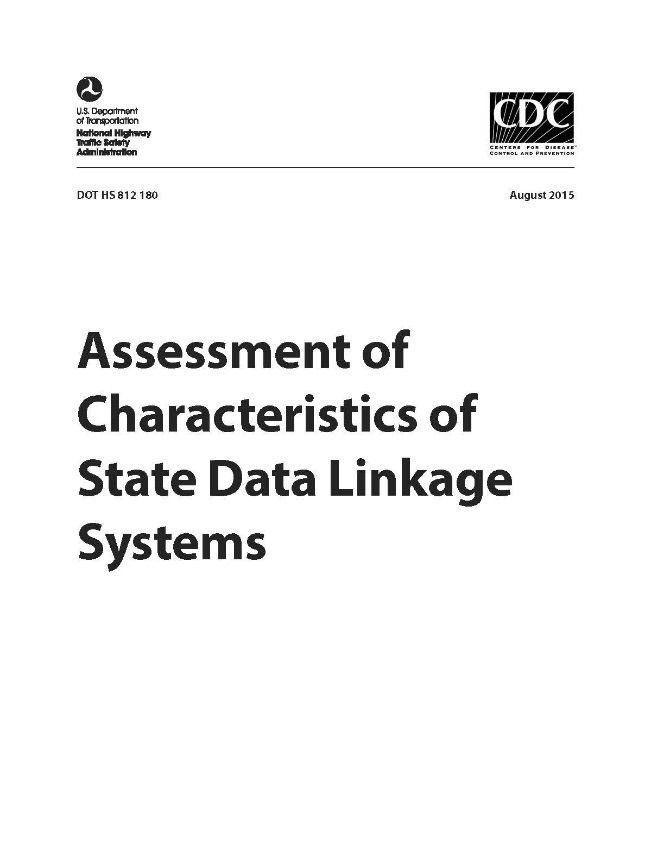 U.S. Department
of Transportation
National Highway
Traffic Safety
Administration
CDC
CENTERS FOR DISEASE™
CONTROL AND PREVENTION
DOT HS 812 180
August 2015
Assessment of
Characteristics of
State Data Linkage
Systems